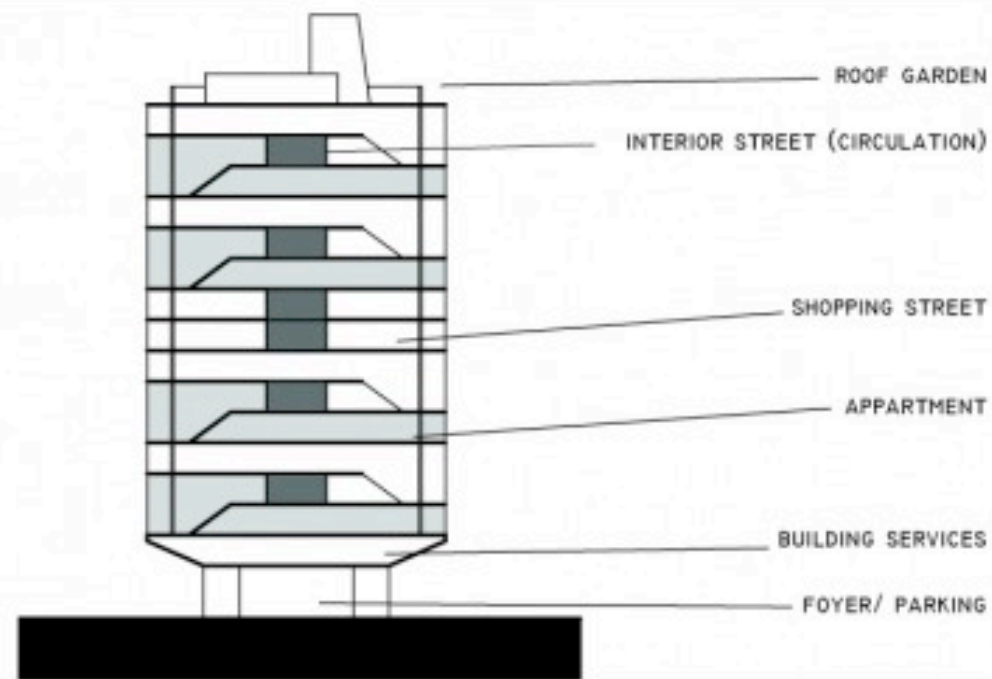 ROOF GARDEN
INTERIOR STREET (CIRCULATION)
SHOPPING STREET
APPARTMENT
BUILDING SERVICES
FOYER/ PARKING